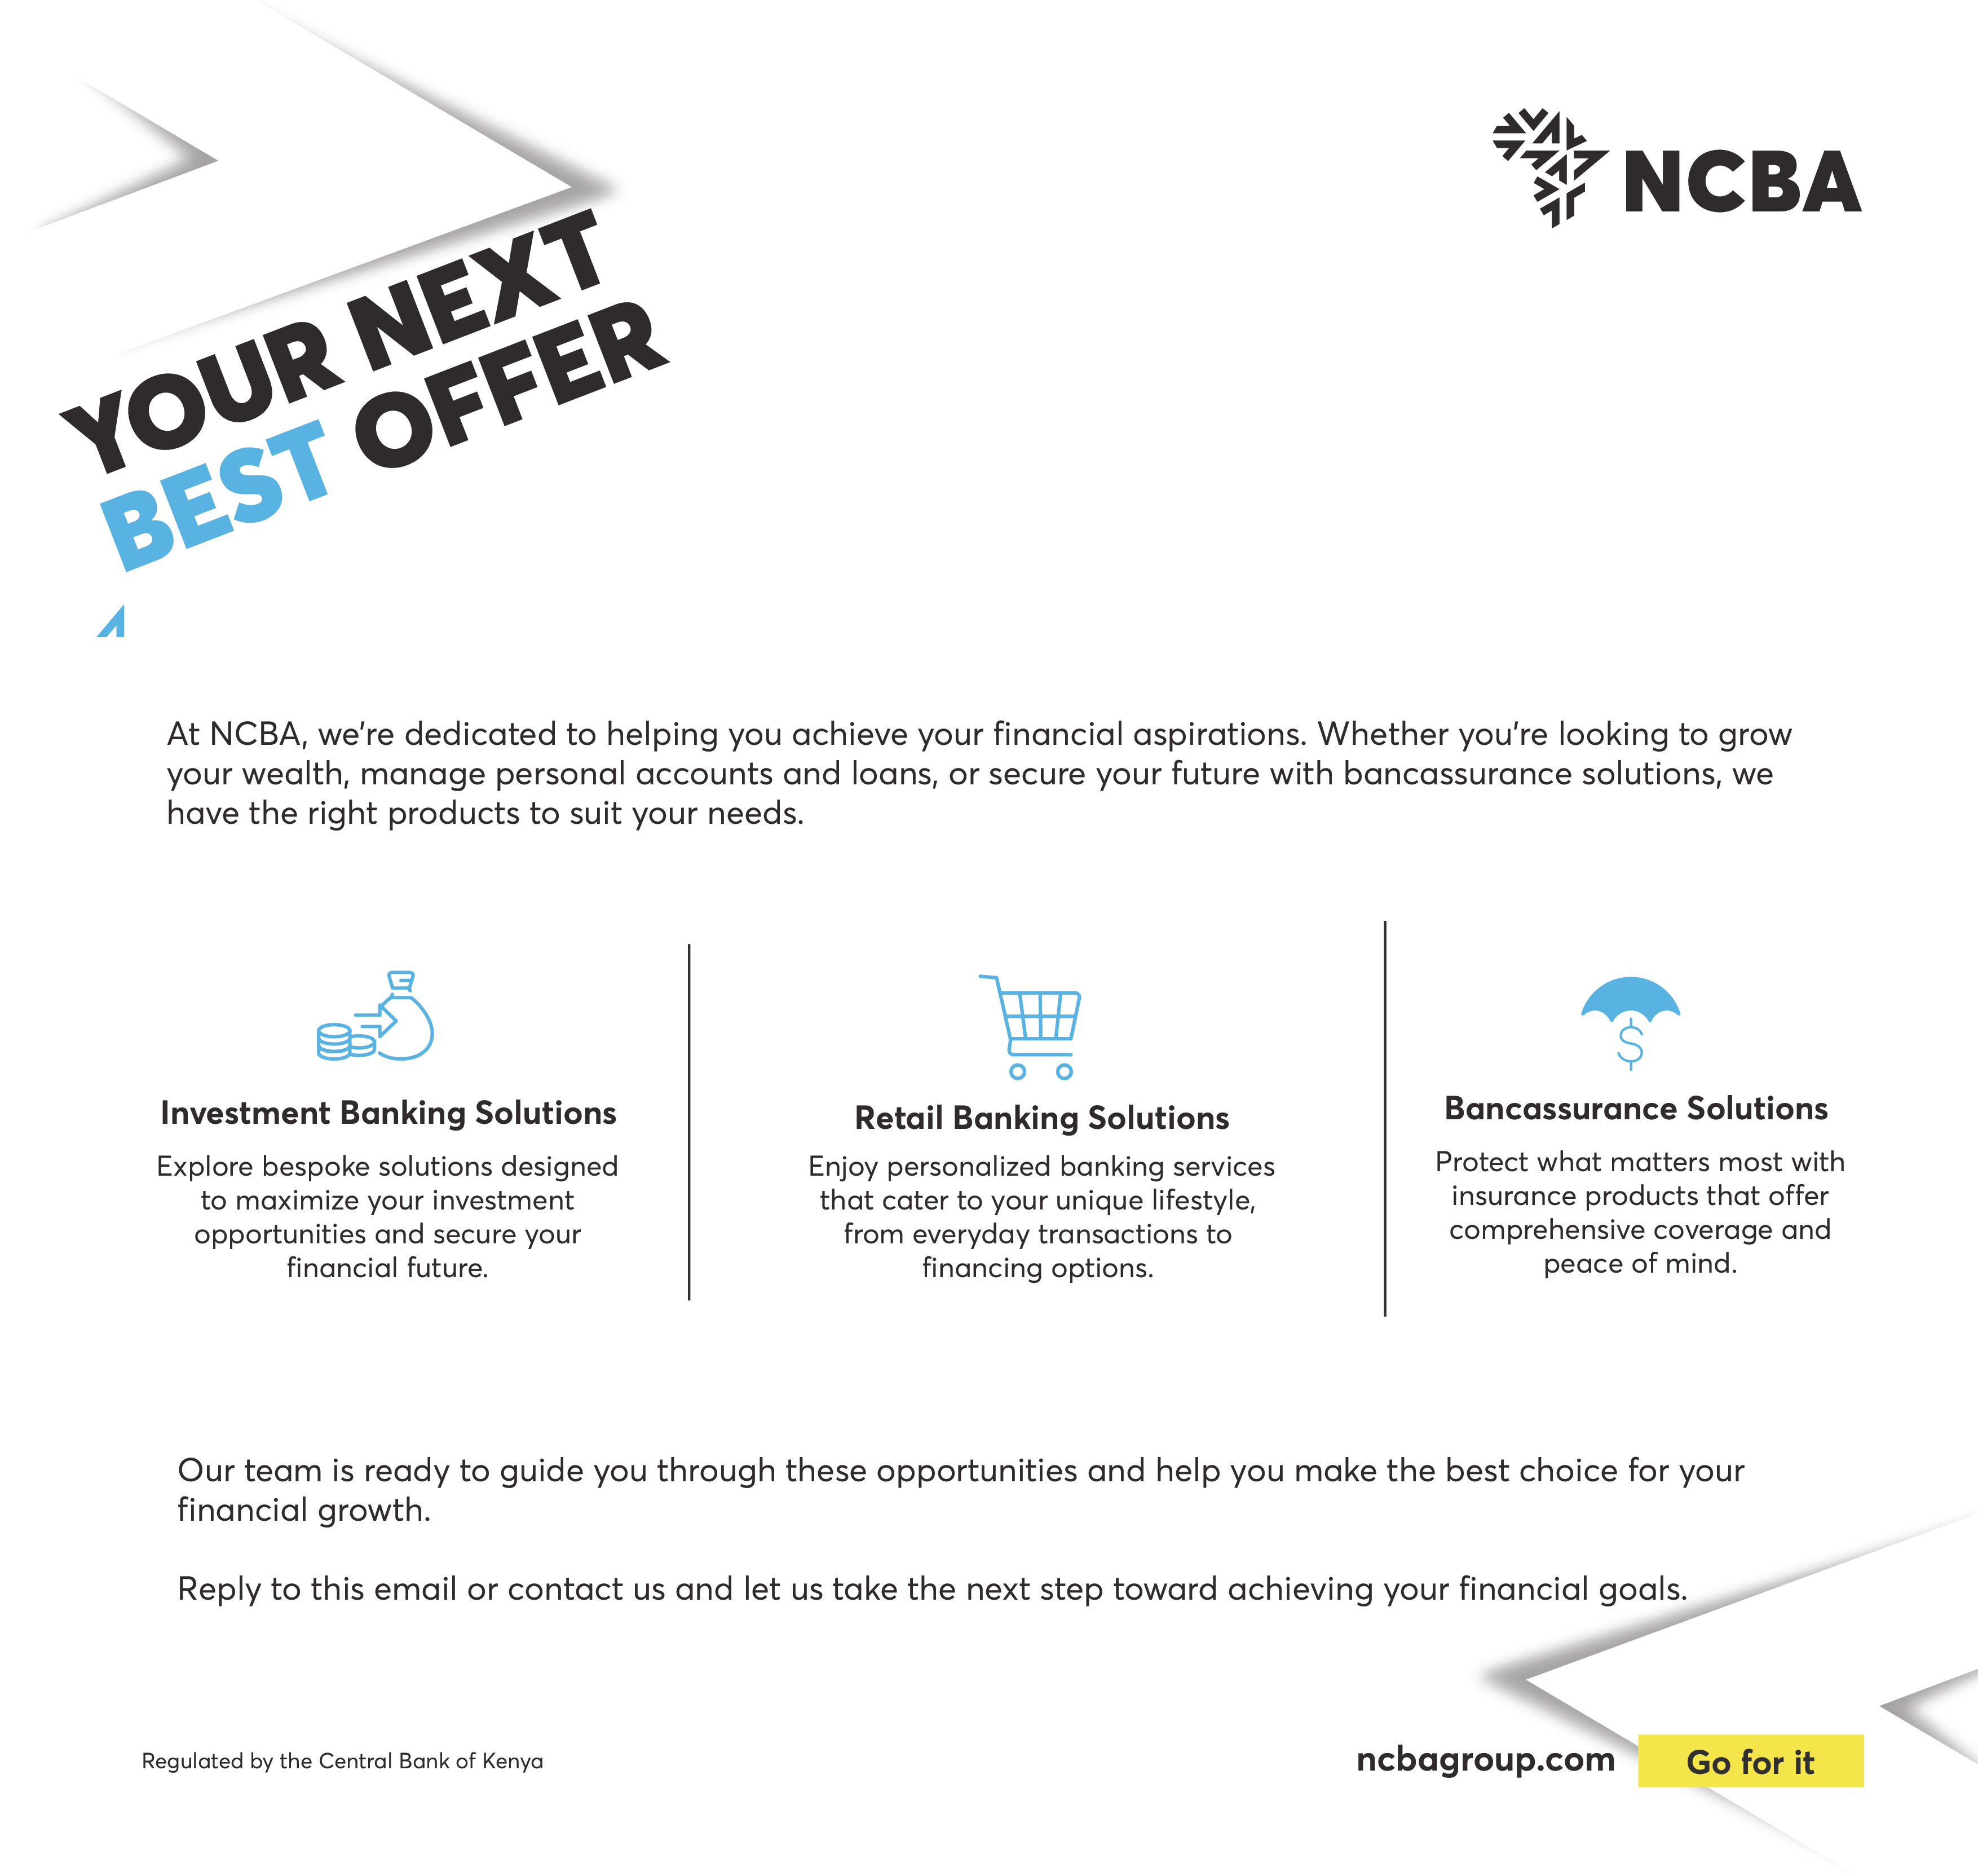 NCBA
YOUR NEXT
BEST OFFER
At NCBA, we're dedicated to helping you achieve your financial aspirations. Whether you're looking to grow
your wealth, manage personal accounts and loans, or secure your future with bancassurance solutions, we
have the right products to suit your needs.
Investment Banking Solutions
Explore bespoke solutions designed
to maximize your investment
opportunities and secure your
financial future.
Retail Banking Solutions
Enjoy personalized banking services
that cater to your unique lifestyle,
from everyday transactions to
financing options.
Bancassurance Solutions
Protect what matters most with
insurance products that offer
comprehensive coverage and
peace of mind.
Our team is ready to guide you through these opportunities and help you make the best choice for your
financial growth.
Reply to this email or contact us and let us take the next step toward achieving your financial goals.
Regulated by the Central Bank of Kenya
ncbagroup.com
Go for it